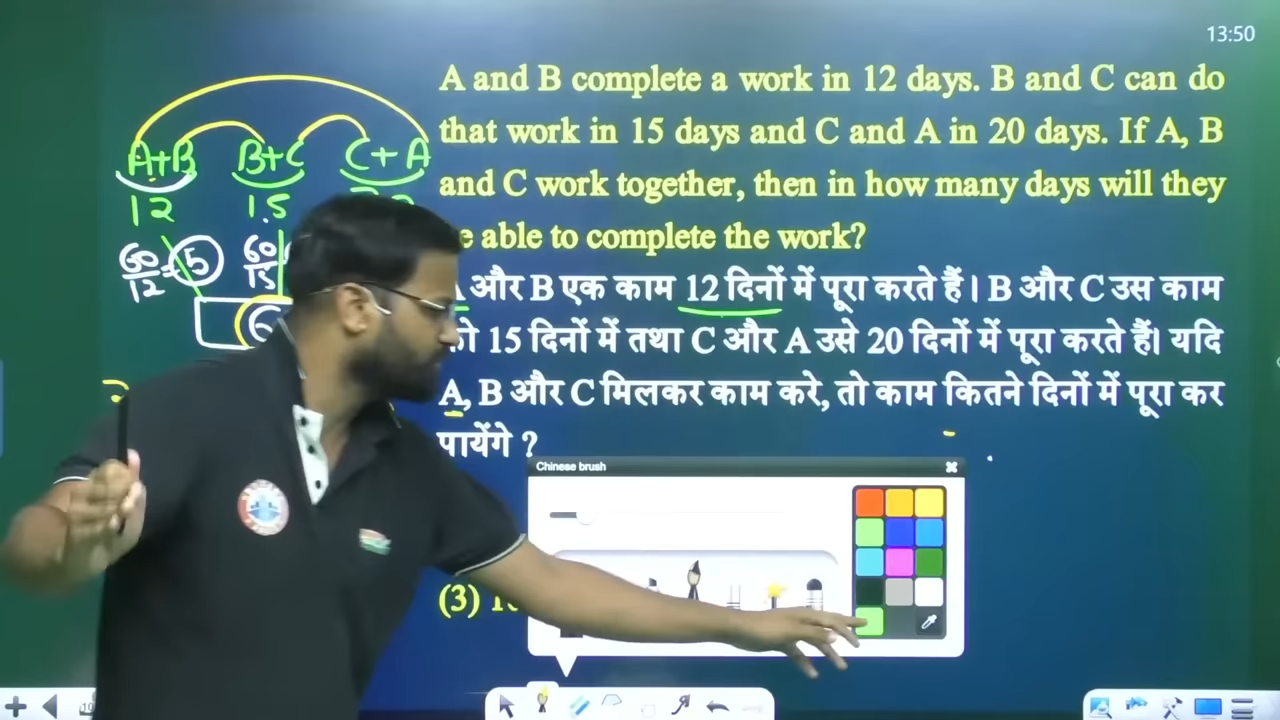 13:50
A and B complete a work in 12 days. B and C can do
that work in 15 days and C and A in 20 days. If A, B
and C work together, then in how many days will they
e able to complete the work?
A और B एक काम 12 दिनों में पूरा करते हैं। B और C उस काम
को 15 दिनों में तथा C और A उसे 20 दिनों में पूरा करते हैं। यदि
A, B और C मिलकर काम करे, तो काम कितने दिनों में पूरा कर
पायेंगे ?
A+B B+C C+A
12 15
60/12 = 5 60/15
Chinese brush
(3)